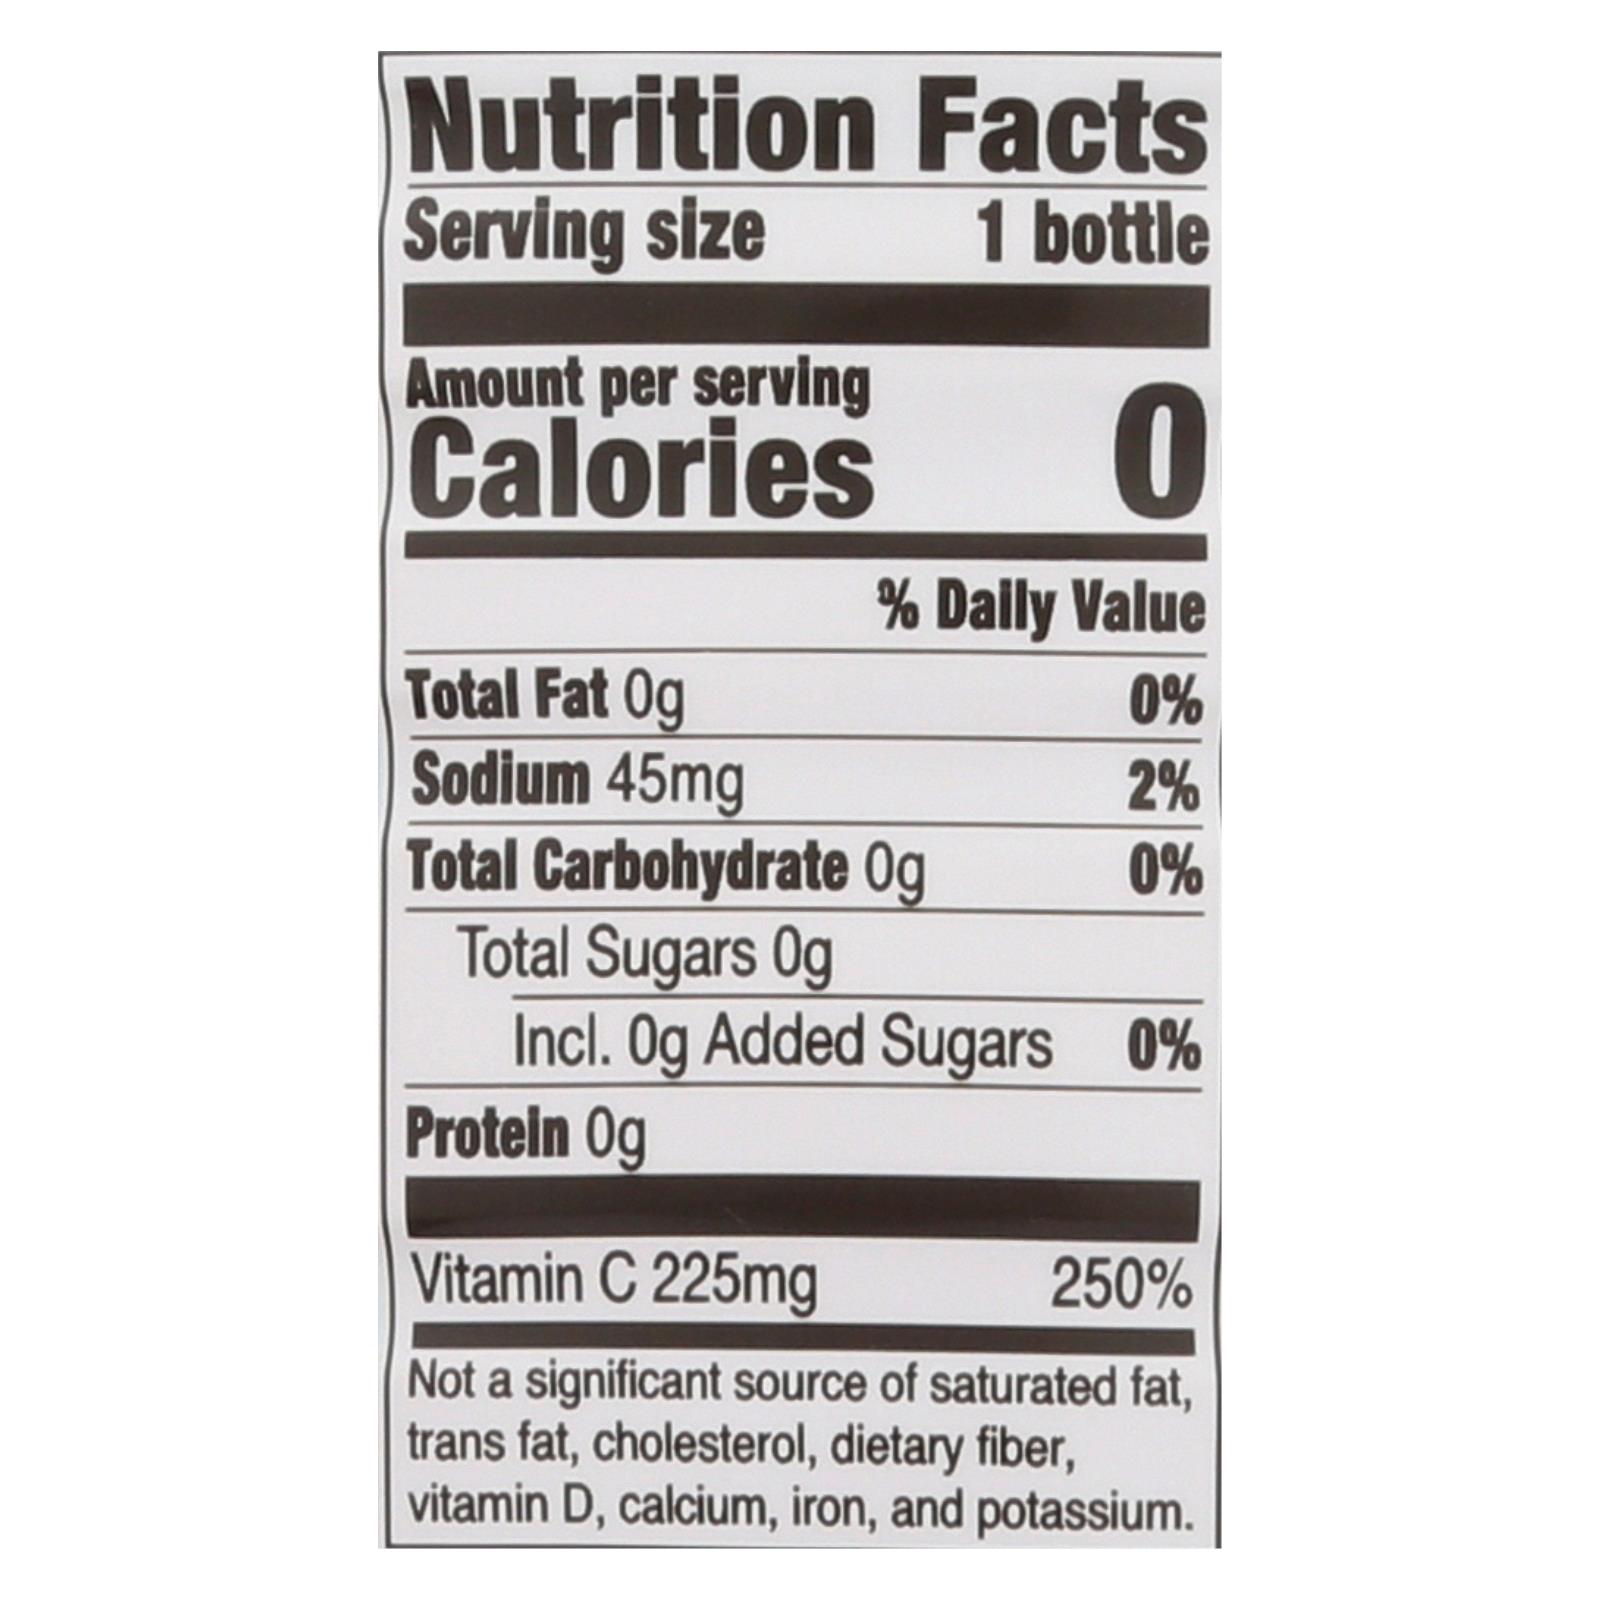 Nutrition Facts
Serving size 1 bottle
Amount per serving
Calories 0
% Daily Value
Total Fat 0g 0%
Sodium 45mg 2%
Total Carbohydrate 0g 0%
Total Sugars 0g
Incl. 0g Added Sugars 0%
Protein 0g
Vitamin C 225mg 250%
Not a significant source of saturated fat,
trans fat, cholesterol, dietary fiber,
vitamin D, calcium, iron, and potassium.